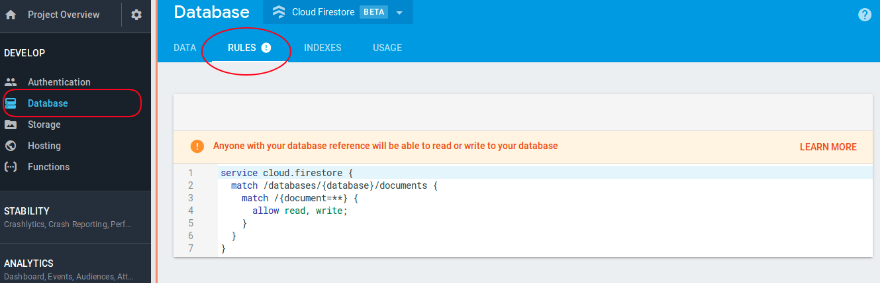 Project Overview
DEVELOP
Authentication
Database
Storage
Hosting
Functions
STABILITY
Crashlytics, Crash Reporting, Perf...
ANALYTICS
Dashboard, Events, Audiences, Att...
Database
Cloud Firestore BETA
DATA RULES INDEXES USAGE
Anyone with your database reference will be able to read or write to your database LEARN MORE
1 service cloud.firestore {
2 match /databases/{database}/documents {
3 match /{document=**} {
4 allow read, write;
5 }
6 }
7 }